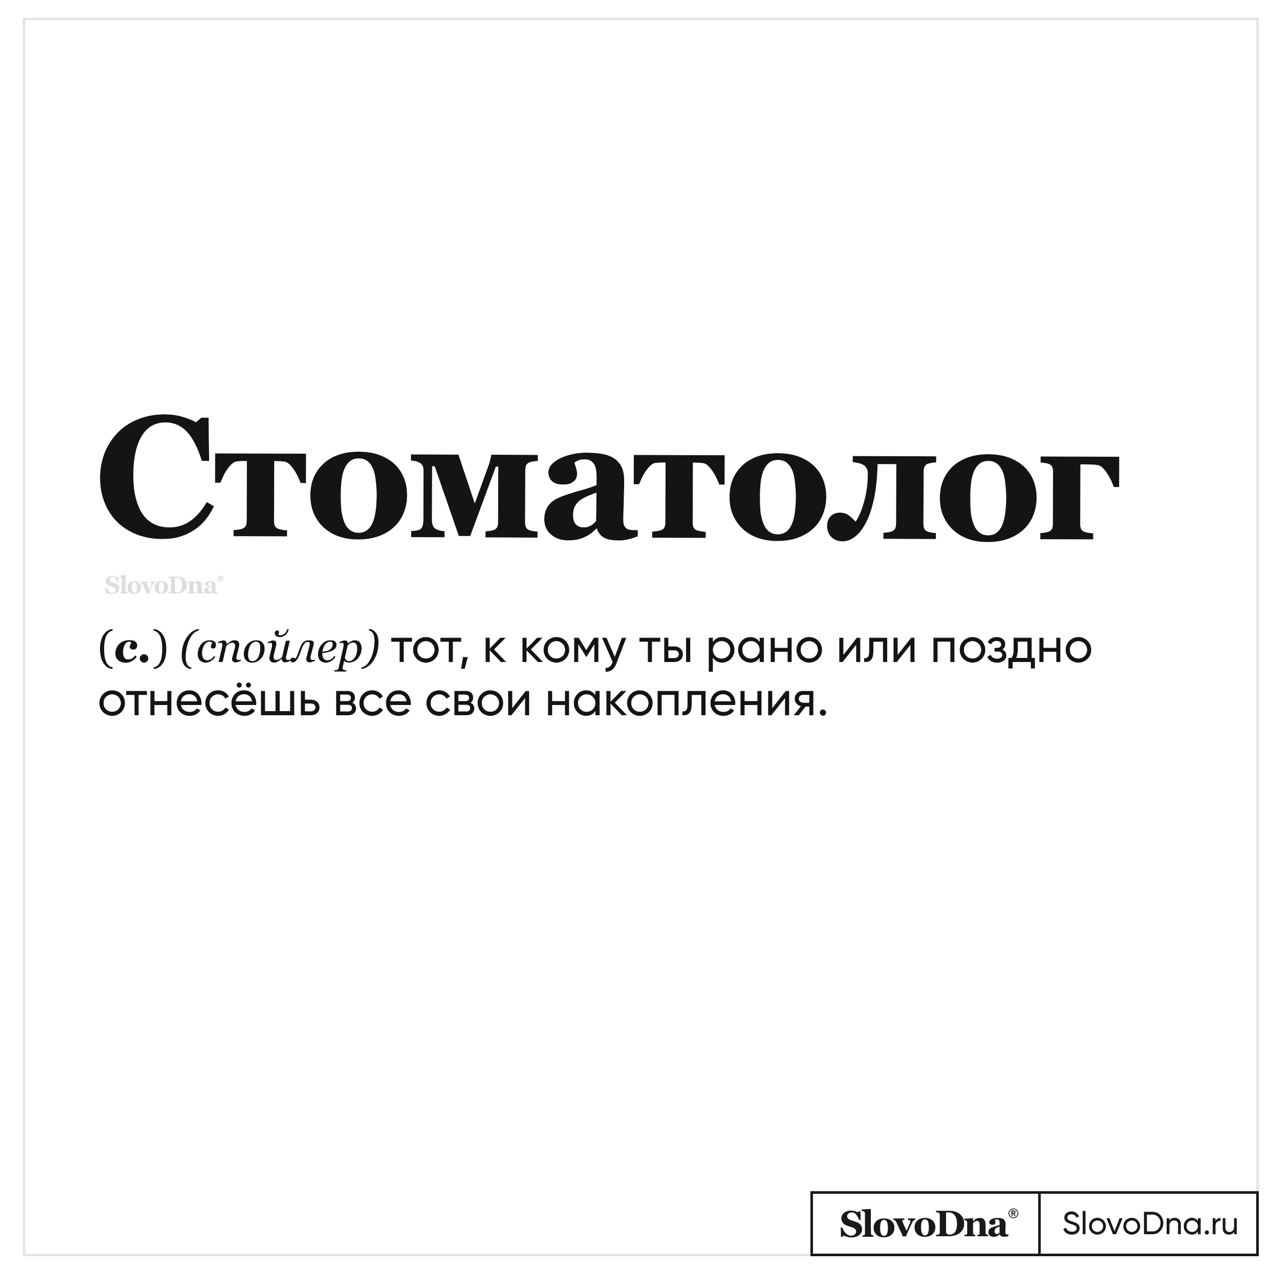 Стоматолог
SlovoDna®
(с.) (спойлер) тот, к кому ты рано или поздно
отнесёшь все свои накопления.
SlovoDna® SlovoDna.ru